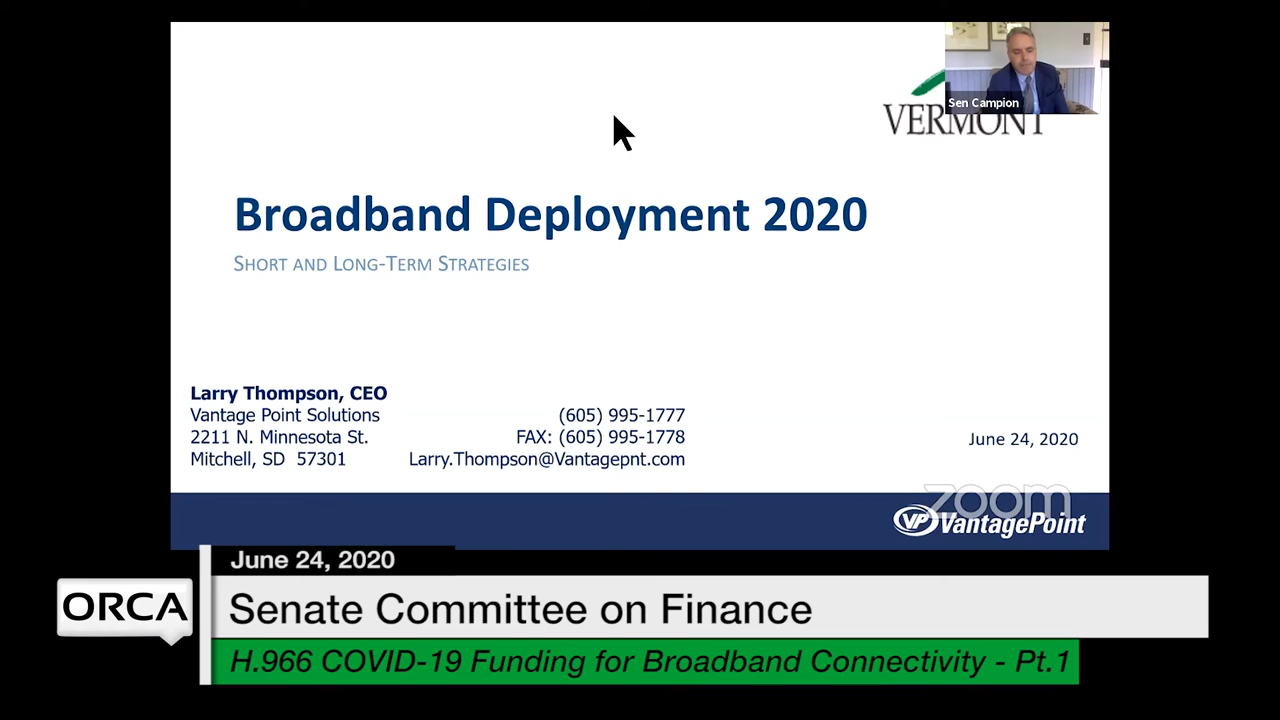 Sen Campion
VERMONT
Broadband Deployment 2020
SHORT AND LONG-TERM STRATEGIES
Larry Thompson, CEO
Vantage Point Solutions
2211 N. Minnesota St.
Mitchell, SD 57301
(605) 995-1777
FAX: (605) 995-1778
Larry.Thompson@Vantagepnt.com
June 24, 2020
zoom
VP VantagePoint
June 24, 2020
ORCA
Senate Committee on Finance
H.966 COVID-19 Funding for Broadband Connectivity - Pt.1